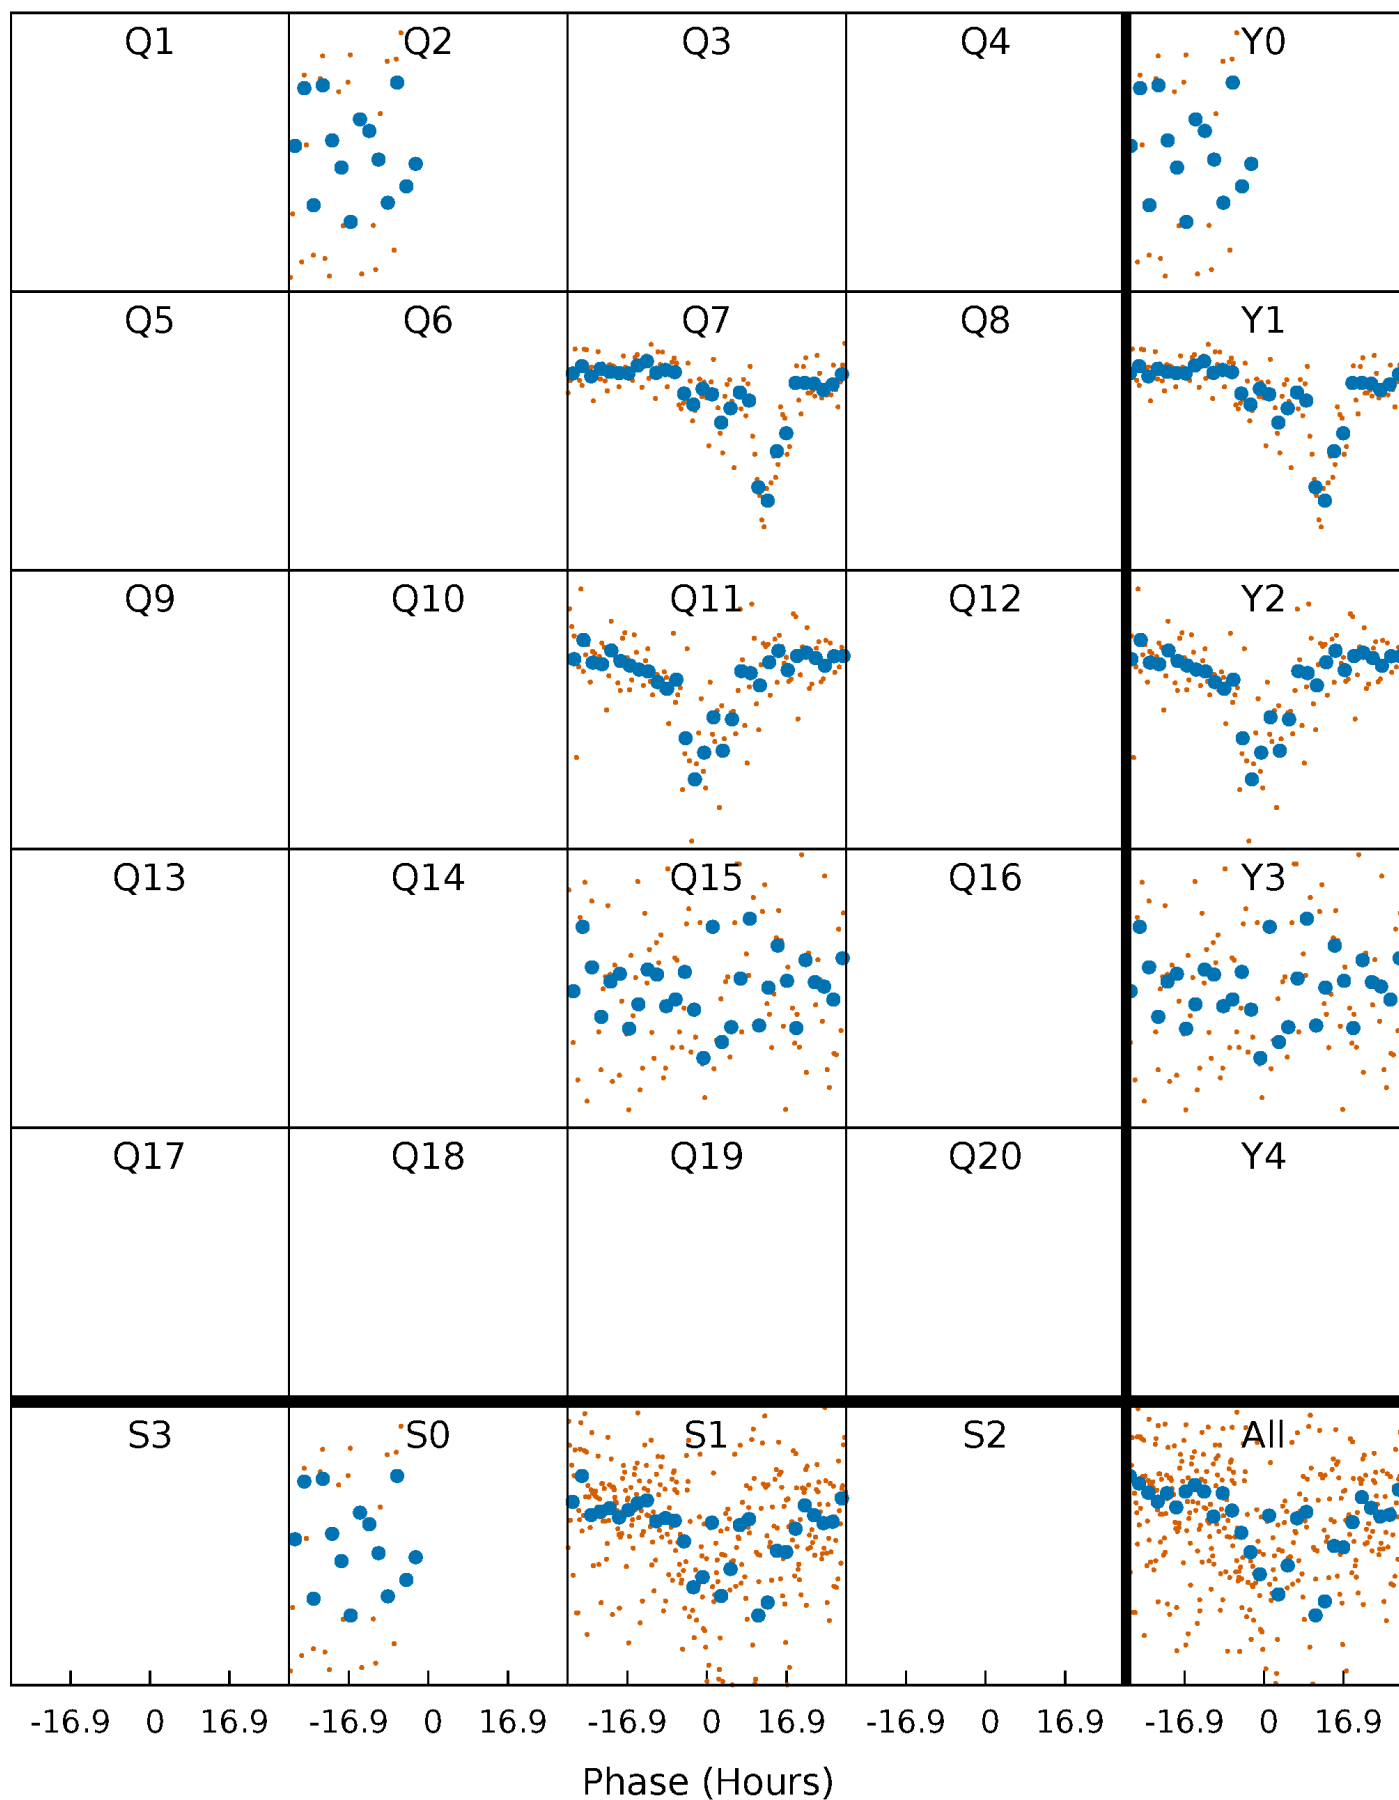 Q1 Q2 Q3 Q4 Y0
Q5 Q6 Q7 Q8 Y1
Q9 Q10 Q11 Q12 Y2
Q13 Q14 Q15 Q16 Y3
Q17 Q18 Q19 Q20 Y4
S3 S0 S1 S2 All
-16.9 0 16.9 -16.9 0 16.9 -16.9 0 16.9 -16.9 0 16.9 -16.9 0 16.9
Phase (Hours)